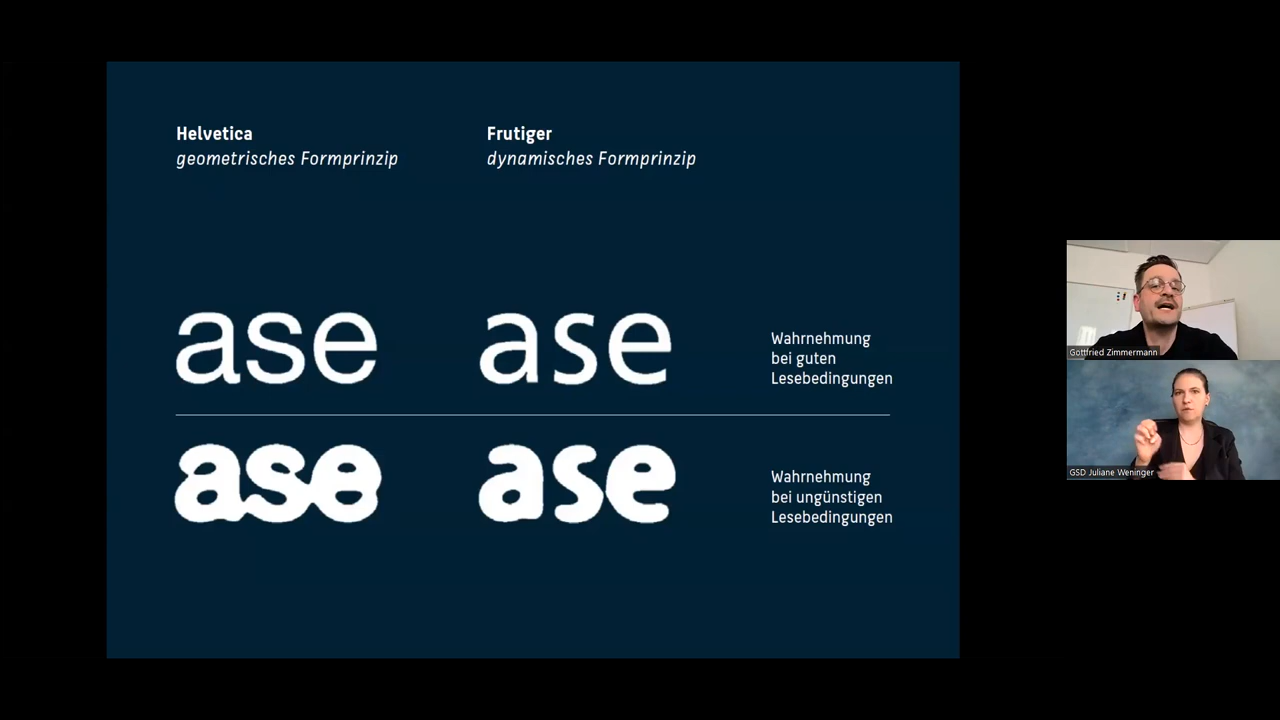 Helvetica
geometrisches Formprinzip
Frutiger
dynamisches Formprinzip
ase
ase
Wahrnehmung
bei guten
Lesebedingungen
ase
ase
Wahrnehmung
bei ungünstigen
Lesebedingungen
Gottfried Zimmermann
GSD Juliane Weninger